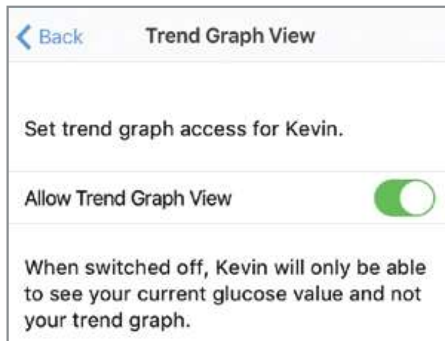 Back
Trend Graph View
Set trend graph access for Kevin.
Allow Trend Graph View
When switched off, Kevin will only be able
to see your current glucose value and not
your trend graph.